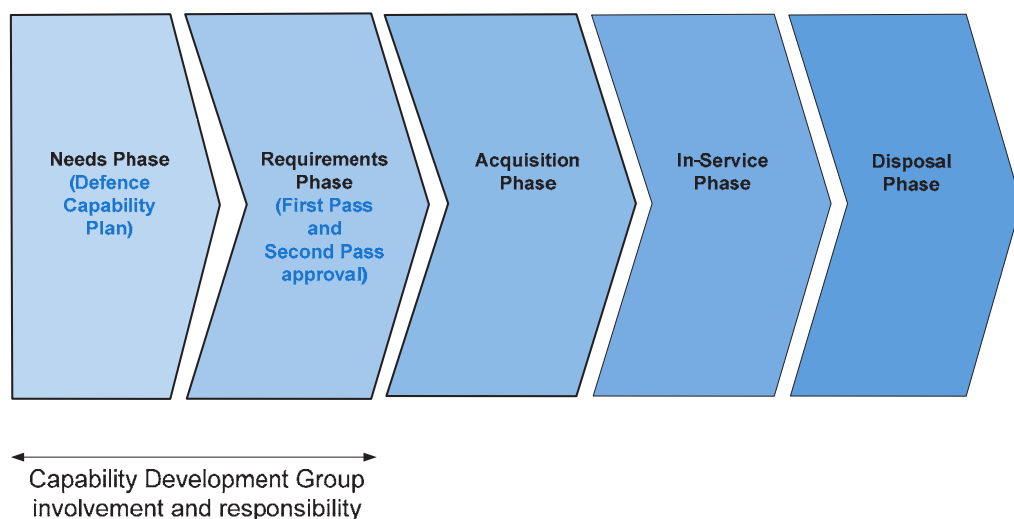 Needs Phase
(Defence
Capability
Plan)
Requirements
Phase
(First Pass
and
Second Pass
approval)
Acquisition
Phase
In-Service
Phase
Disposal
Phase
Capability Development Group
involvement and responsibility